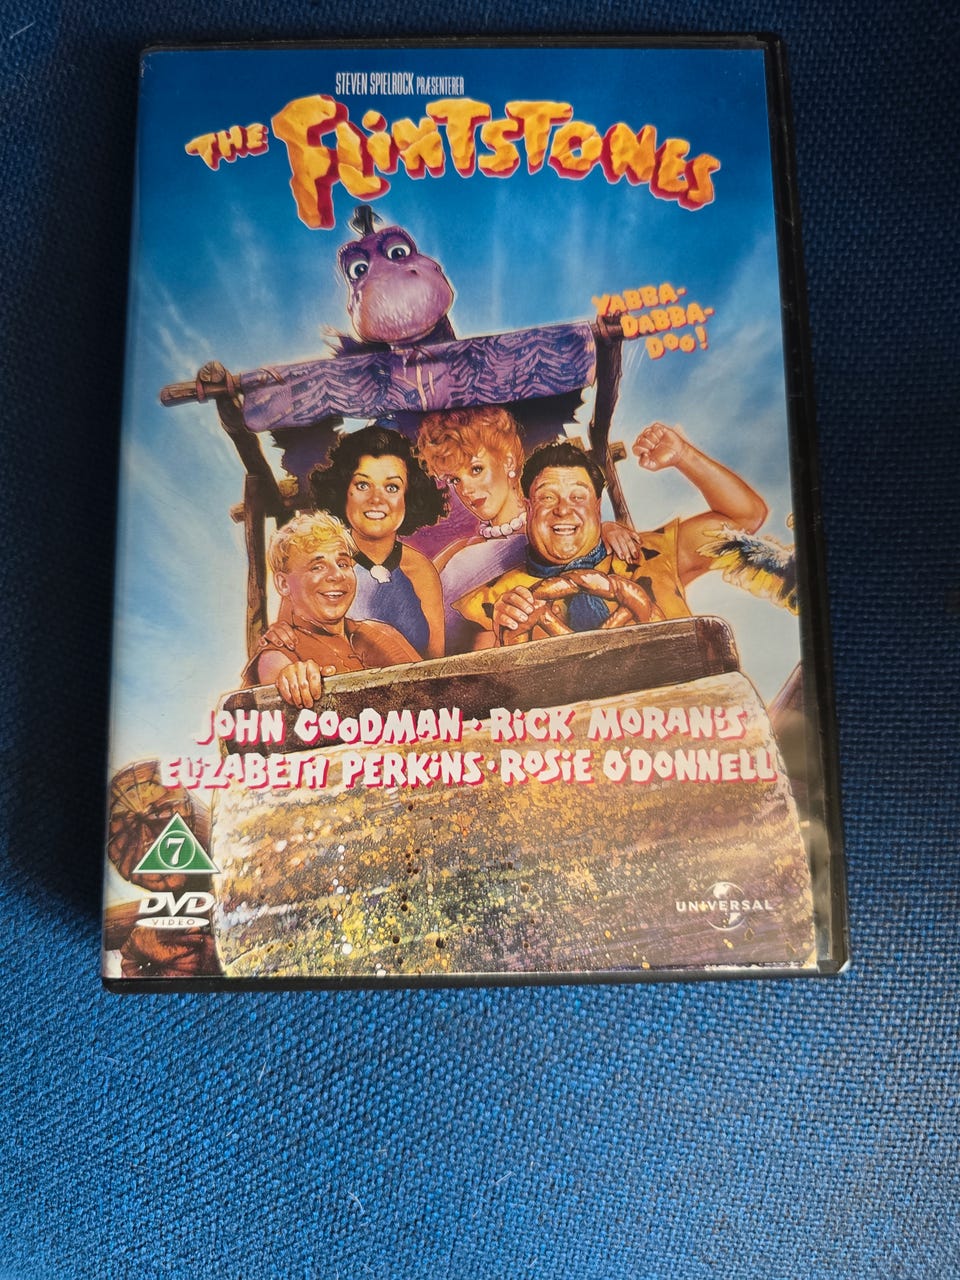 STEVEN SPIELROCK PRÆSENTERER
THE FLINTSTONES
YABBA-
DABBA-
DOO!
JOHN GOODMAN · RICK MORANIS
ELIZABETH PERKINS · ROSIE O'DONNELL
7
DVD
VIDEO
UNIVERSAL